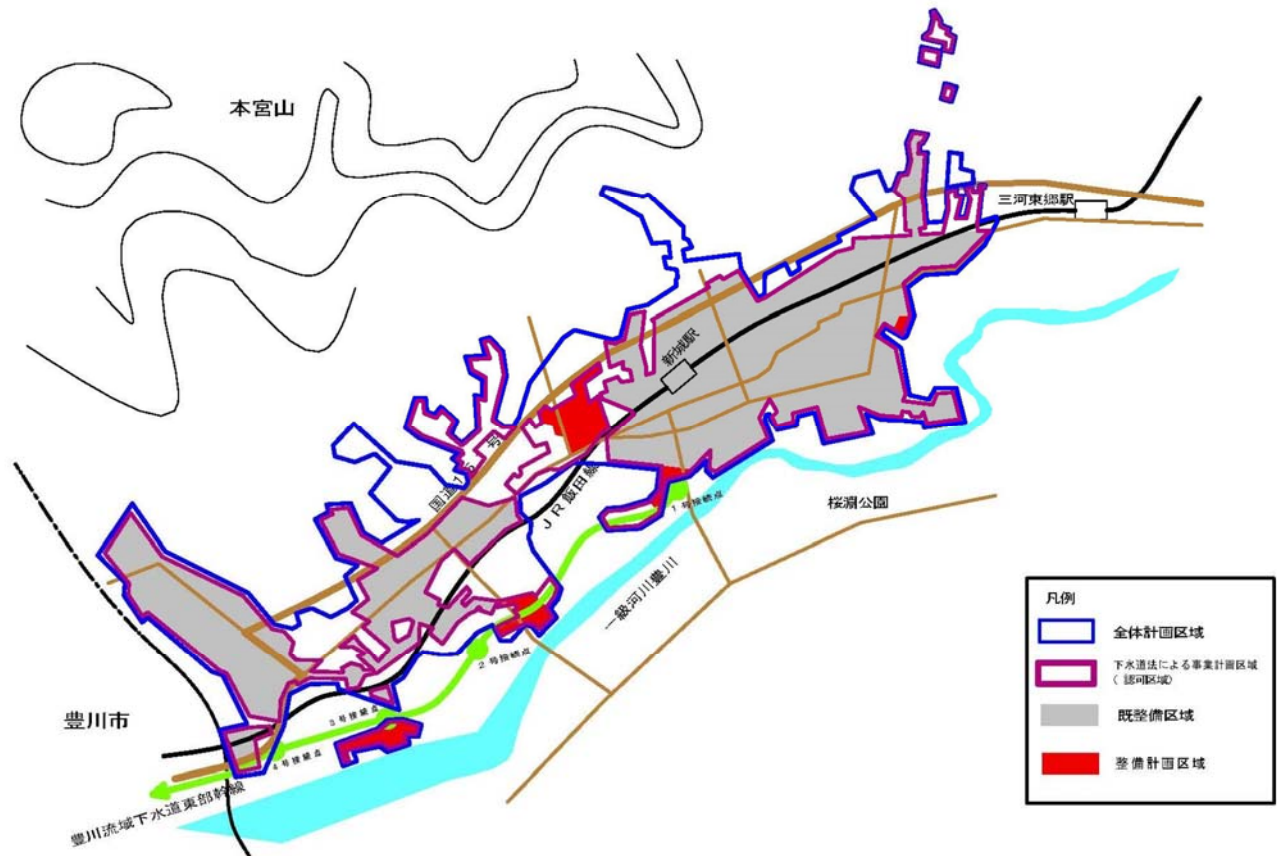 本宮山
三河東郷駅
新城駅
国道151号
JR飯田線
1号接続点
桜淵公園
一級河川豊川
2号接続点
3号接続点
4号接続点
豊川市
豊川流域下水道東部幹線
凡例
全体計画区域
下水道法による事業計画区域
(認可区域)
既整備区域
整備計画区域